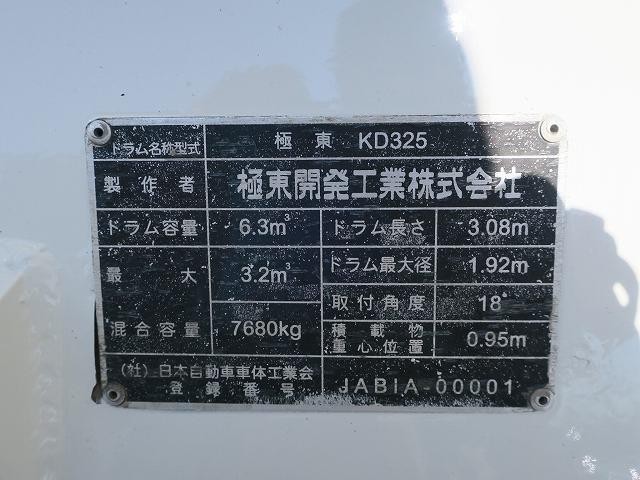 ドラム名称型式 極東 KD325
製作者 極東開発工業株式会社
ドラム容量 6.3m³ ドラム長さ 3.08m
最大 3.2m³ ドラム最大径 1.92m
取付角度 18°
混合容量 7680kg 積載物重心位置 0.95m
(社)日本自動車車体工業会
登録番号 JABIA-00001